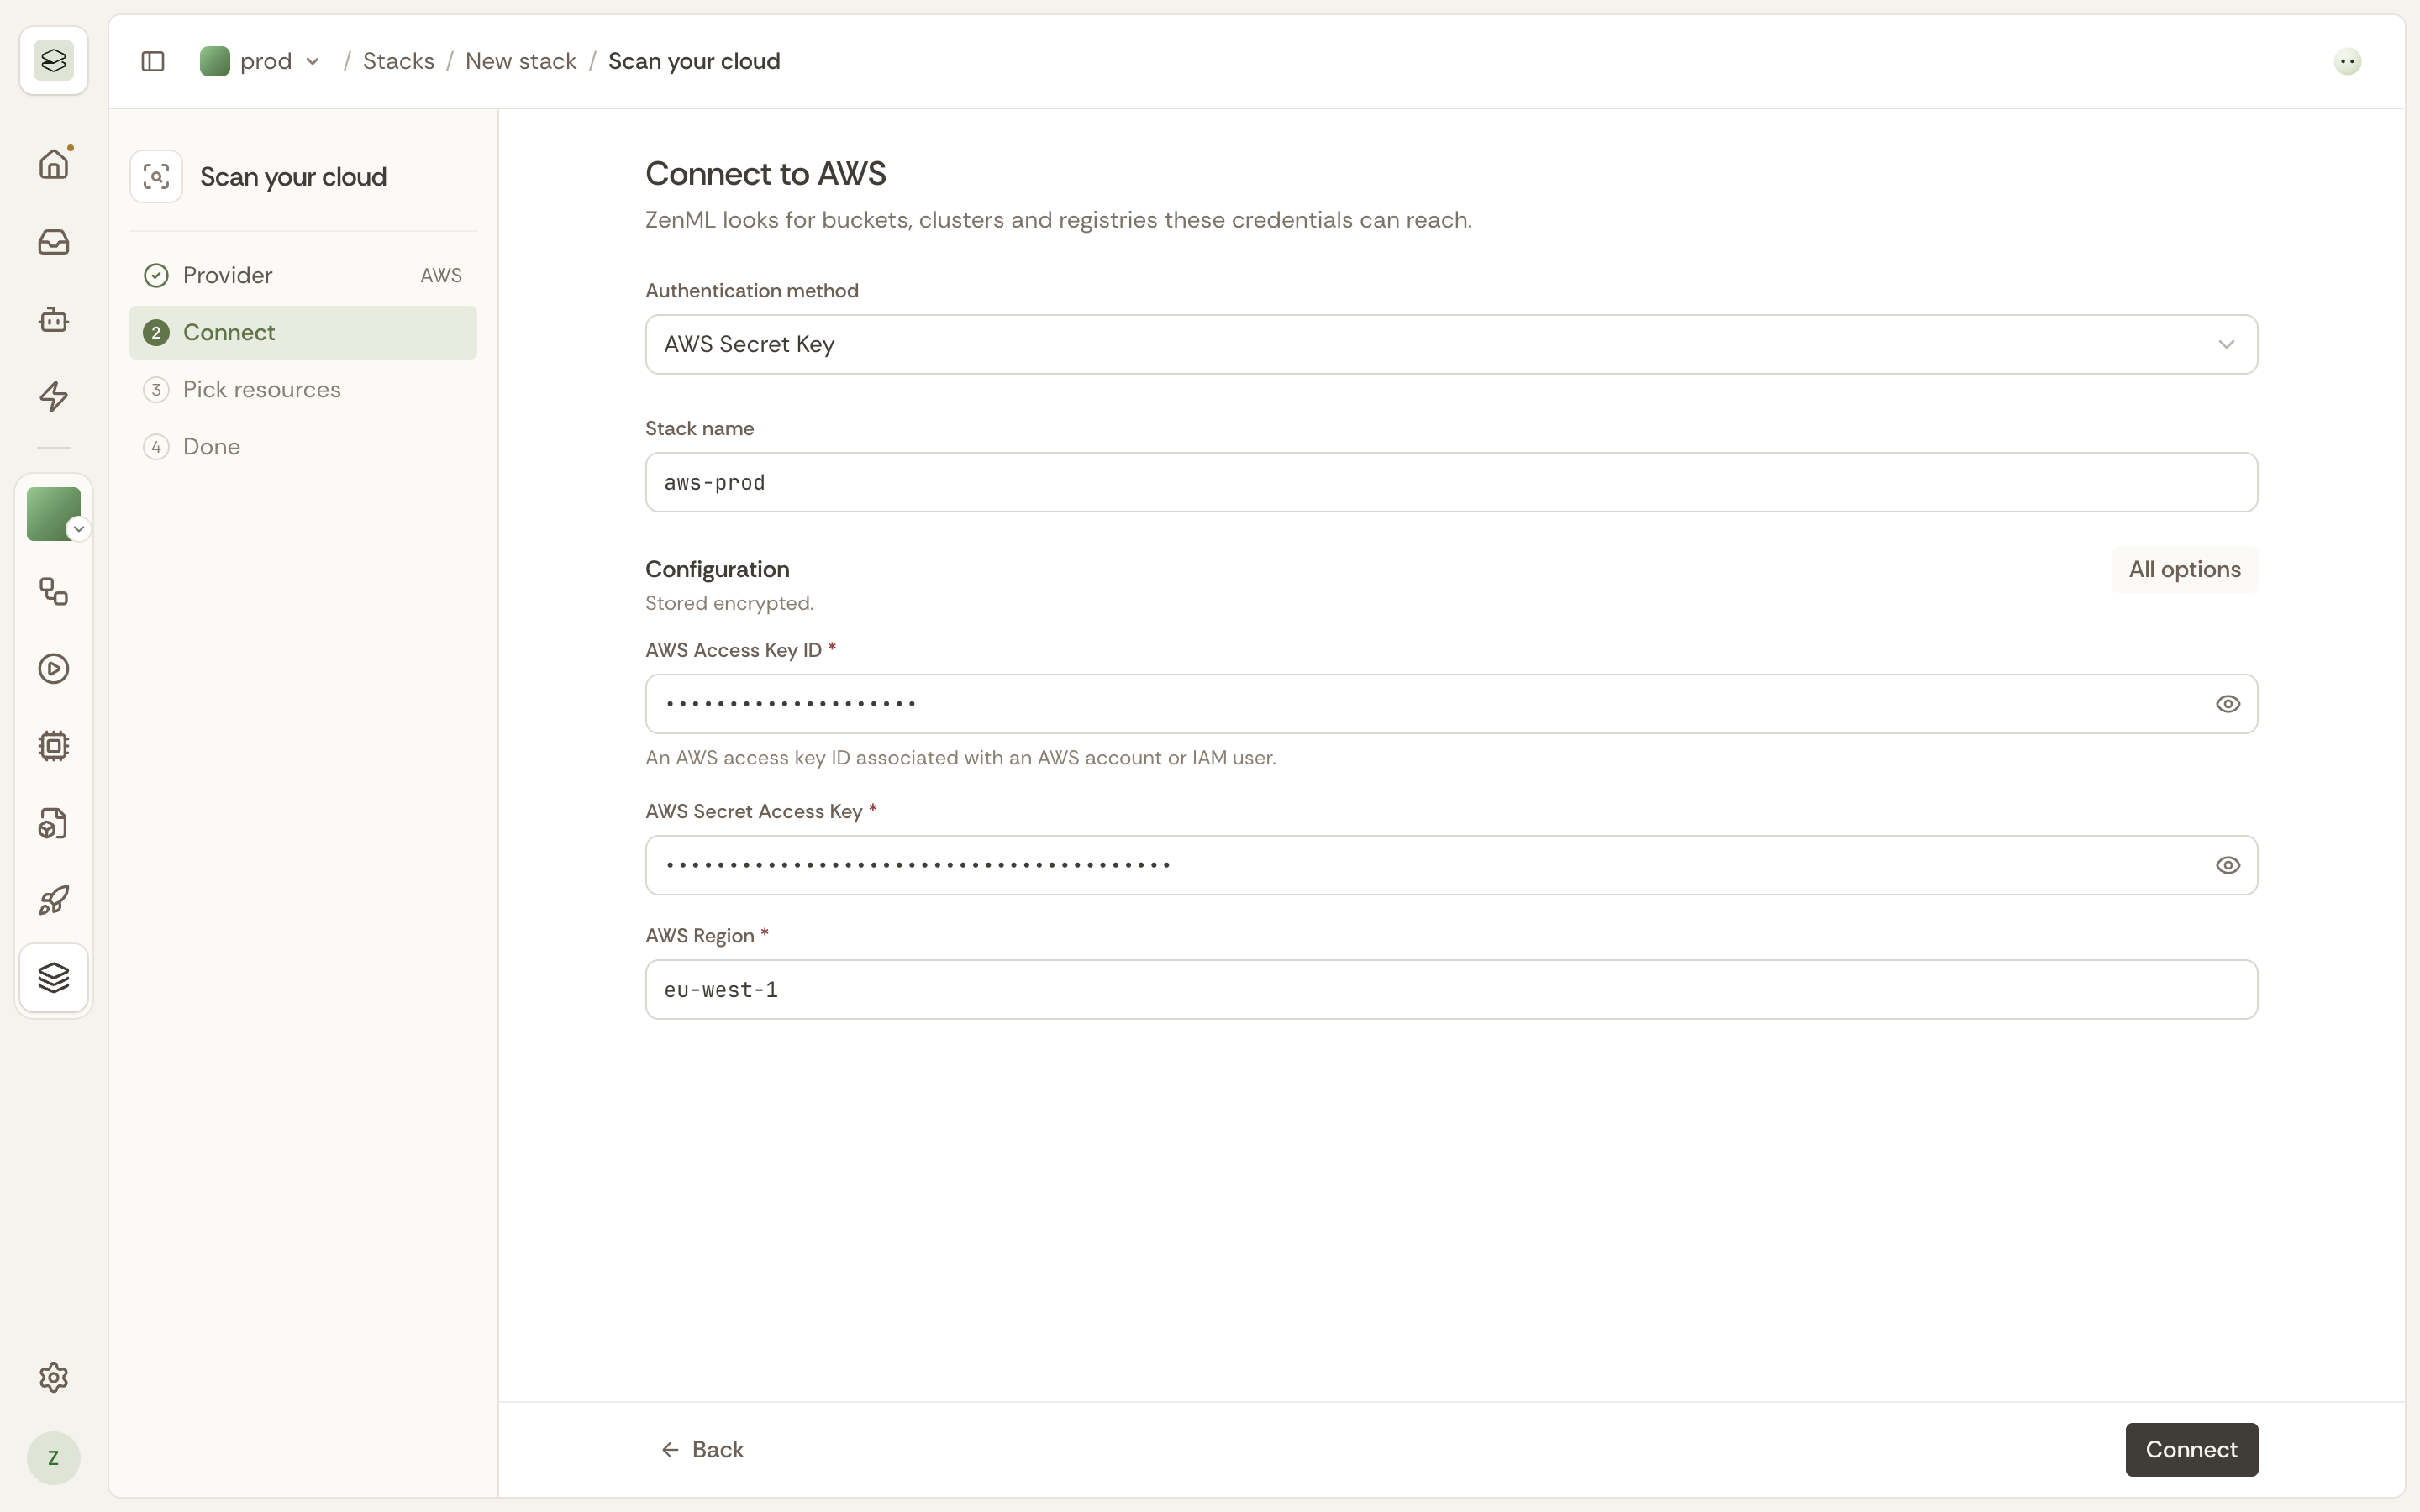 prod / Stacks / New stack / Scan your cloud
Scan your cloud
Provider AWS
2 Connect
3 Pick resources
4 Done
Connect to AWS
ZenML looks for buckets, clusters and registries these credentials can reach.
Authentication method
AWS Secret Key
Stack name
aws-prod
Configuration
All options
Stored encrypted.
AWS Access Key ID *
••••••••••••••••••••
An AWS access key ID associated with an AWS account or IAM user.
AWS Secret Access Key *
••••••••••••••••••••••••••••••••••••••••
AWS Region *
eu-west-1
Z
← Back
Connect